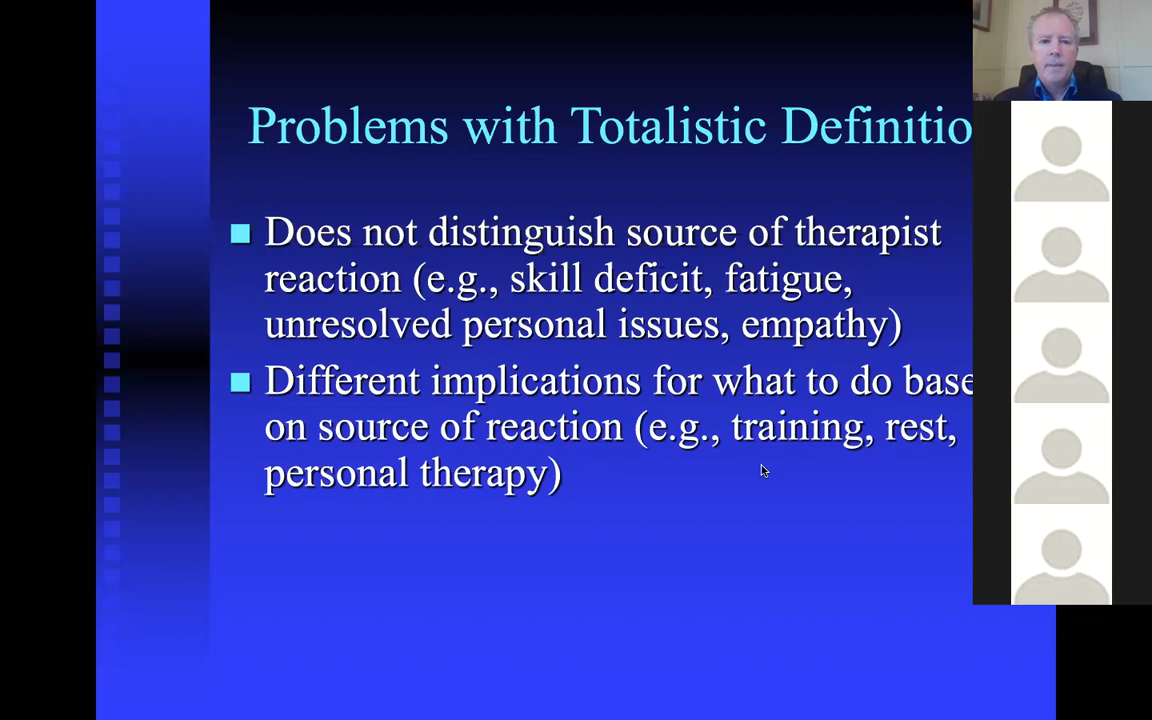 Problems with Totalistic Definitio
Does not distinguish source of therapist
reaction (e.g., skill deficit, fatigue,
unresolved personal issues, empathy)
Different implications for what to do base
on source of reaction (e.g., training, rest,
personal therapy)